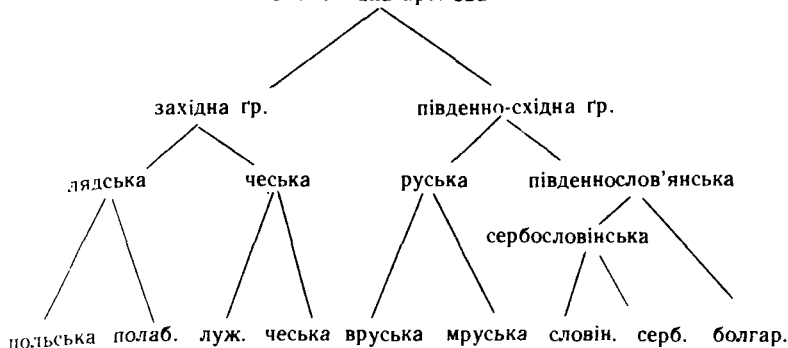 західна ґр. південно-східна ґр.
лядська чеська руська південнослов'янська
сербословінська
польська полаб. луж. чеська вруська мруська словін. серб. болгар.